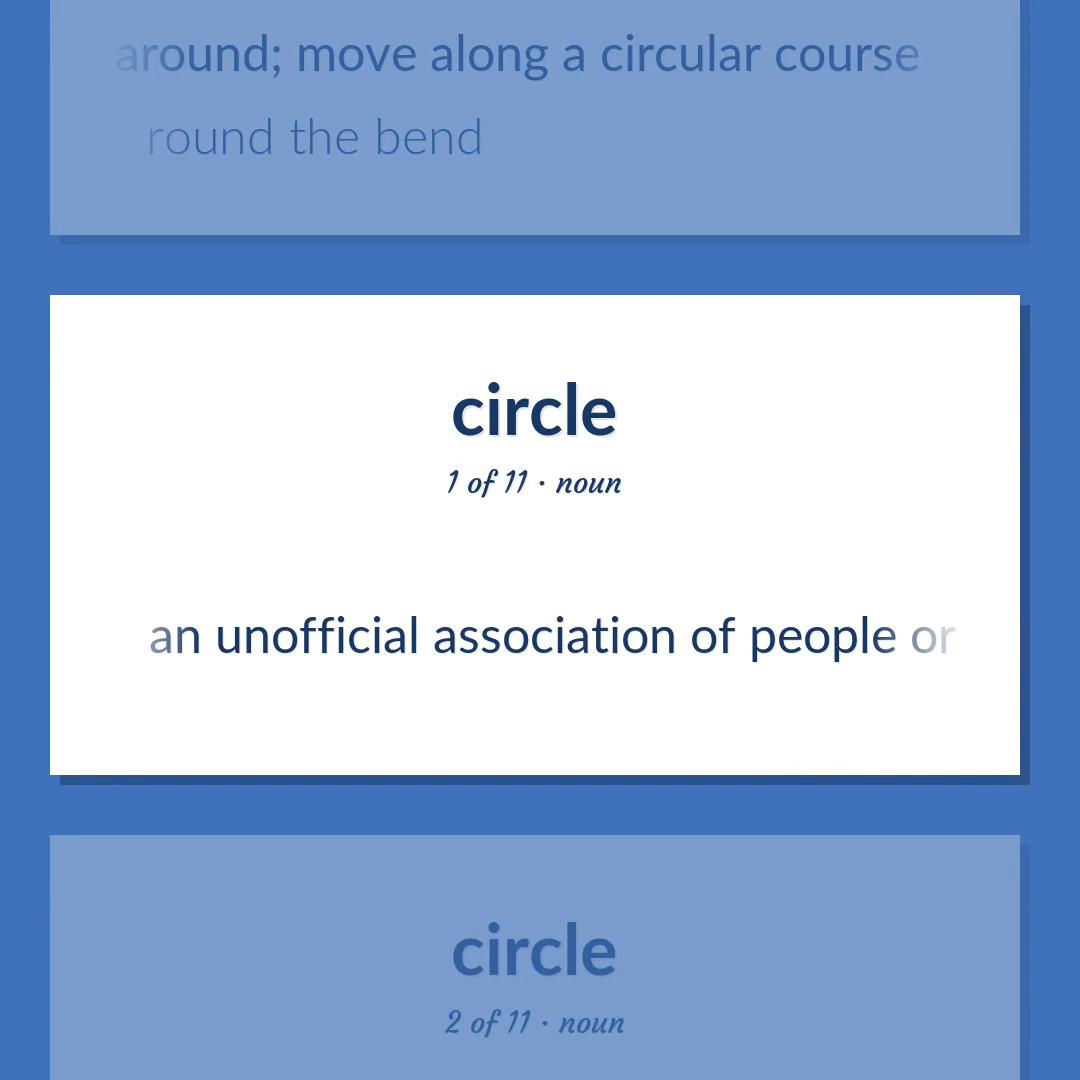 around; move along a circular course
round the bend
circle
1 of 11 · noun
an unofficial association of people or
circle
2 of 11 · noun